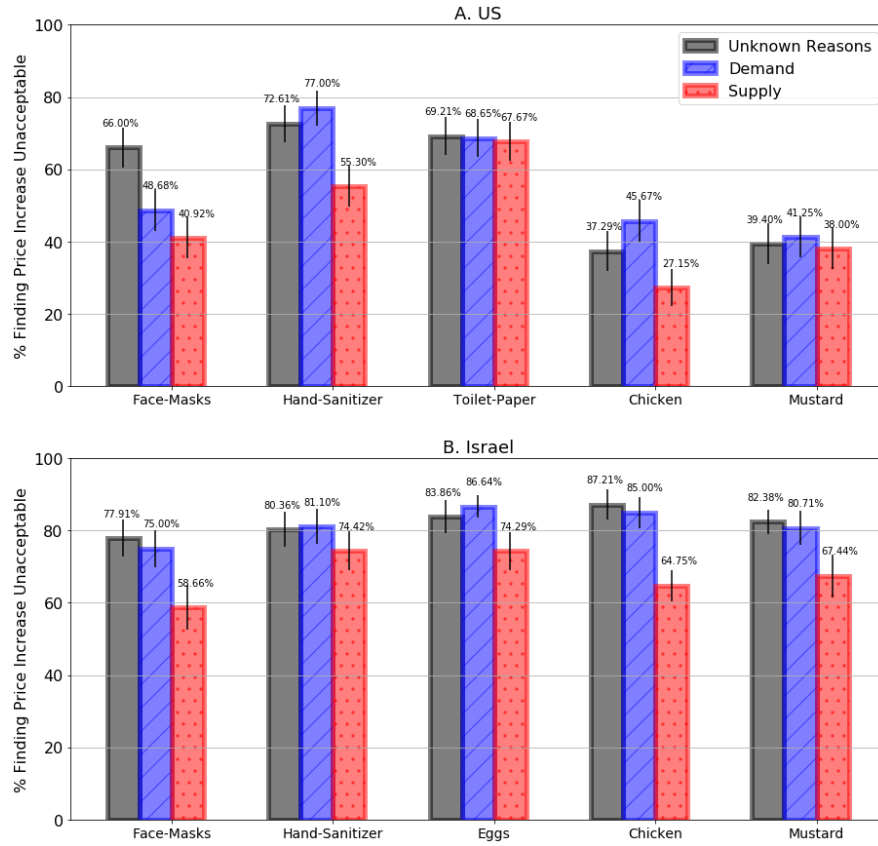 A. US
% Finding Price Increase Unacceptable
100
80
60
40
20
0
Unknown Reasons
Demand
Supply
66.00%
48.68%
40.92%
72.61%
77.00%
55.30%
69.21%
68.65%
67.67%
37.29%
45.67%
27.15%
39.40%
41.25%
38.00%
Face-Masks
Hand-Sanitizer
Toilet-Paper
Chicken
Mustard
B. Israel
% Finding Price Increase Unacceptable
100
80
60
40
20
0
77.91%
75.00%
58.66%
80.36%
81.10%
74.42%
83.86%
86.64%
74.29%
87.21%
85.00%
64.75%
82.38%
80.71%
67.44%
Face-Masks
Hand-Sanitizer
Eggs
Chicken
Mustard